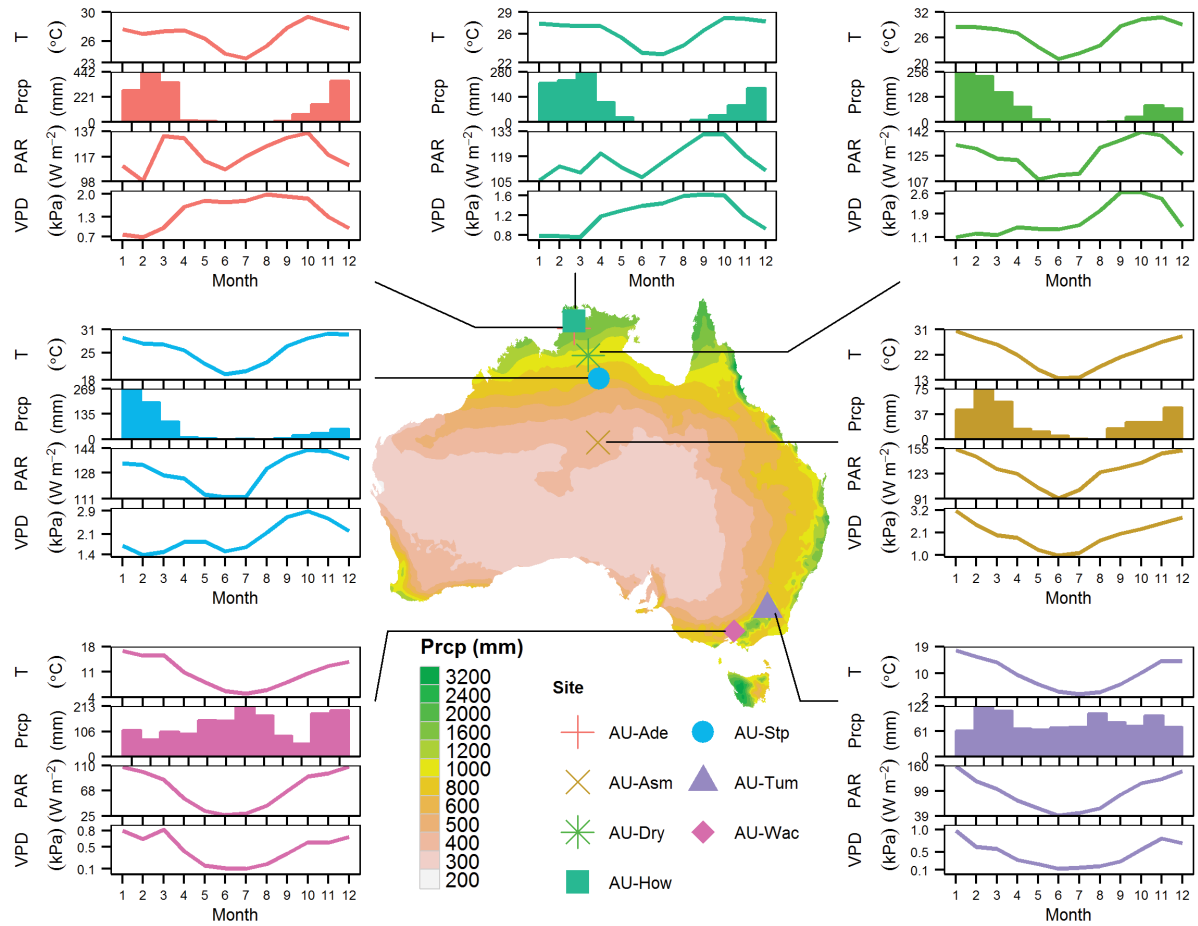 T (°C)
30
26
23
Prcp (mm)
442
221
0
PAR (W m⁻²)
137
117
98
VPD (kPa)
2.0
1.3
0.7
1 2 3 4 5 6 7 8 9 10 11 12
Month
T (°C)
29
26
22
Prcp (mm)
280
140
0
PAR (W m⁻²)
133
119
105
VPD (kPa)
1.6
0.8
1 2 3 4 5 6 7 8 9 10 11 12
Month
T (°C)
32
26
20
Prcp (mm)
256
128
0
PAR (W m⁻²)
142
125
107
VPD (kPa)
2.6
1.9
1.1
1 2 3 4 5 6 7 8 9 10 11 12
Month
T (°C)
31
25
18
Prcp (mm)
269
135
0
PAR (W m⁻²)
144
128
111
VPD (kPa)
2.9
2.1
1.4
1 2 3 4 5 6 7 8 9 10 11 12
Month
T (°C)
31
22
13
Prcp (mm)
75
37
0
PAR (W m⁻²)
155
123
91
VPD (kPa)
3.2
2.1
1.0
1 2 3 4 5 6 7 8 9 10 11 12
Month
T (°C)
18
11
4
Prcp (mm)
213
106
0
PAR (W m⁻²)
110
68
25
VPD (kPa)
0.8
0.5
0.1
1 2 3 4 5 6 7 8 9 10 11 12
Month
Prcp (mm)
3200
2400
2000
1600
1200
1000
800
600
500
400
300
200
Site
AU-Ade
AU-Asm
AU-Dry
AU-How
AU-Stp
AU-Tum
AU-Wac
T (°C)
19
10
2
Prcp (mm)
122
61
0
PAR (W m⁻²)
160
99
39
VPD (kPa)
1.0
0.5
0.1
1 2 3 4 5 6 7 8 9 10 11 12
Month